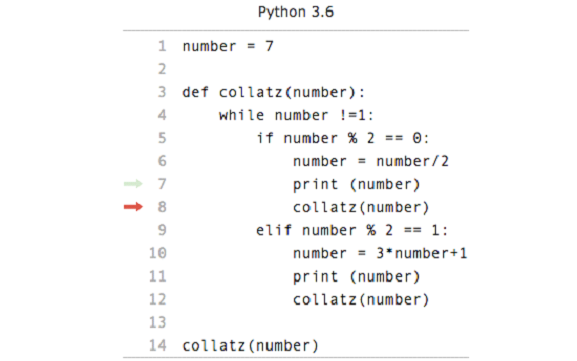 Python 3.6
1 number = 7
2
3 def collatz(number):
4     while number !=1:
5         if number % 2 == 0:
6             number = number/2
7             print (number)
8             collatz(number)
9         elif number % 2 == 1:
10             number = 3*number+1
11             print (number)
12             collatz(number)
13
14 collatz(number)